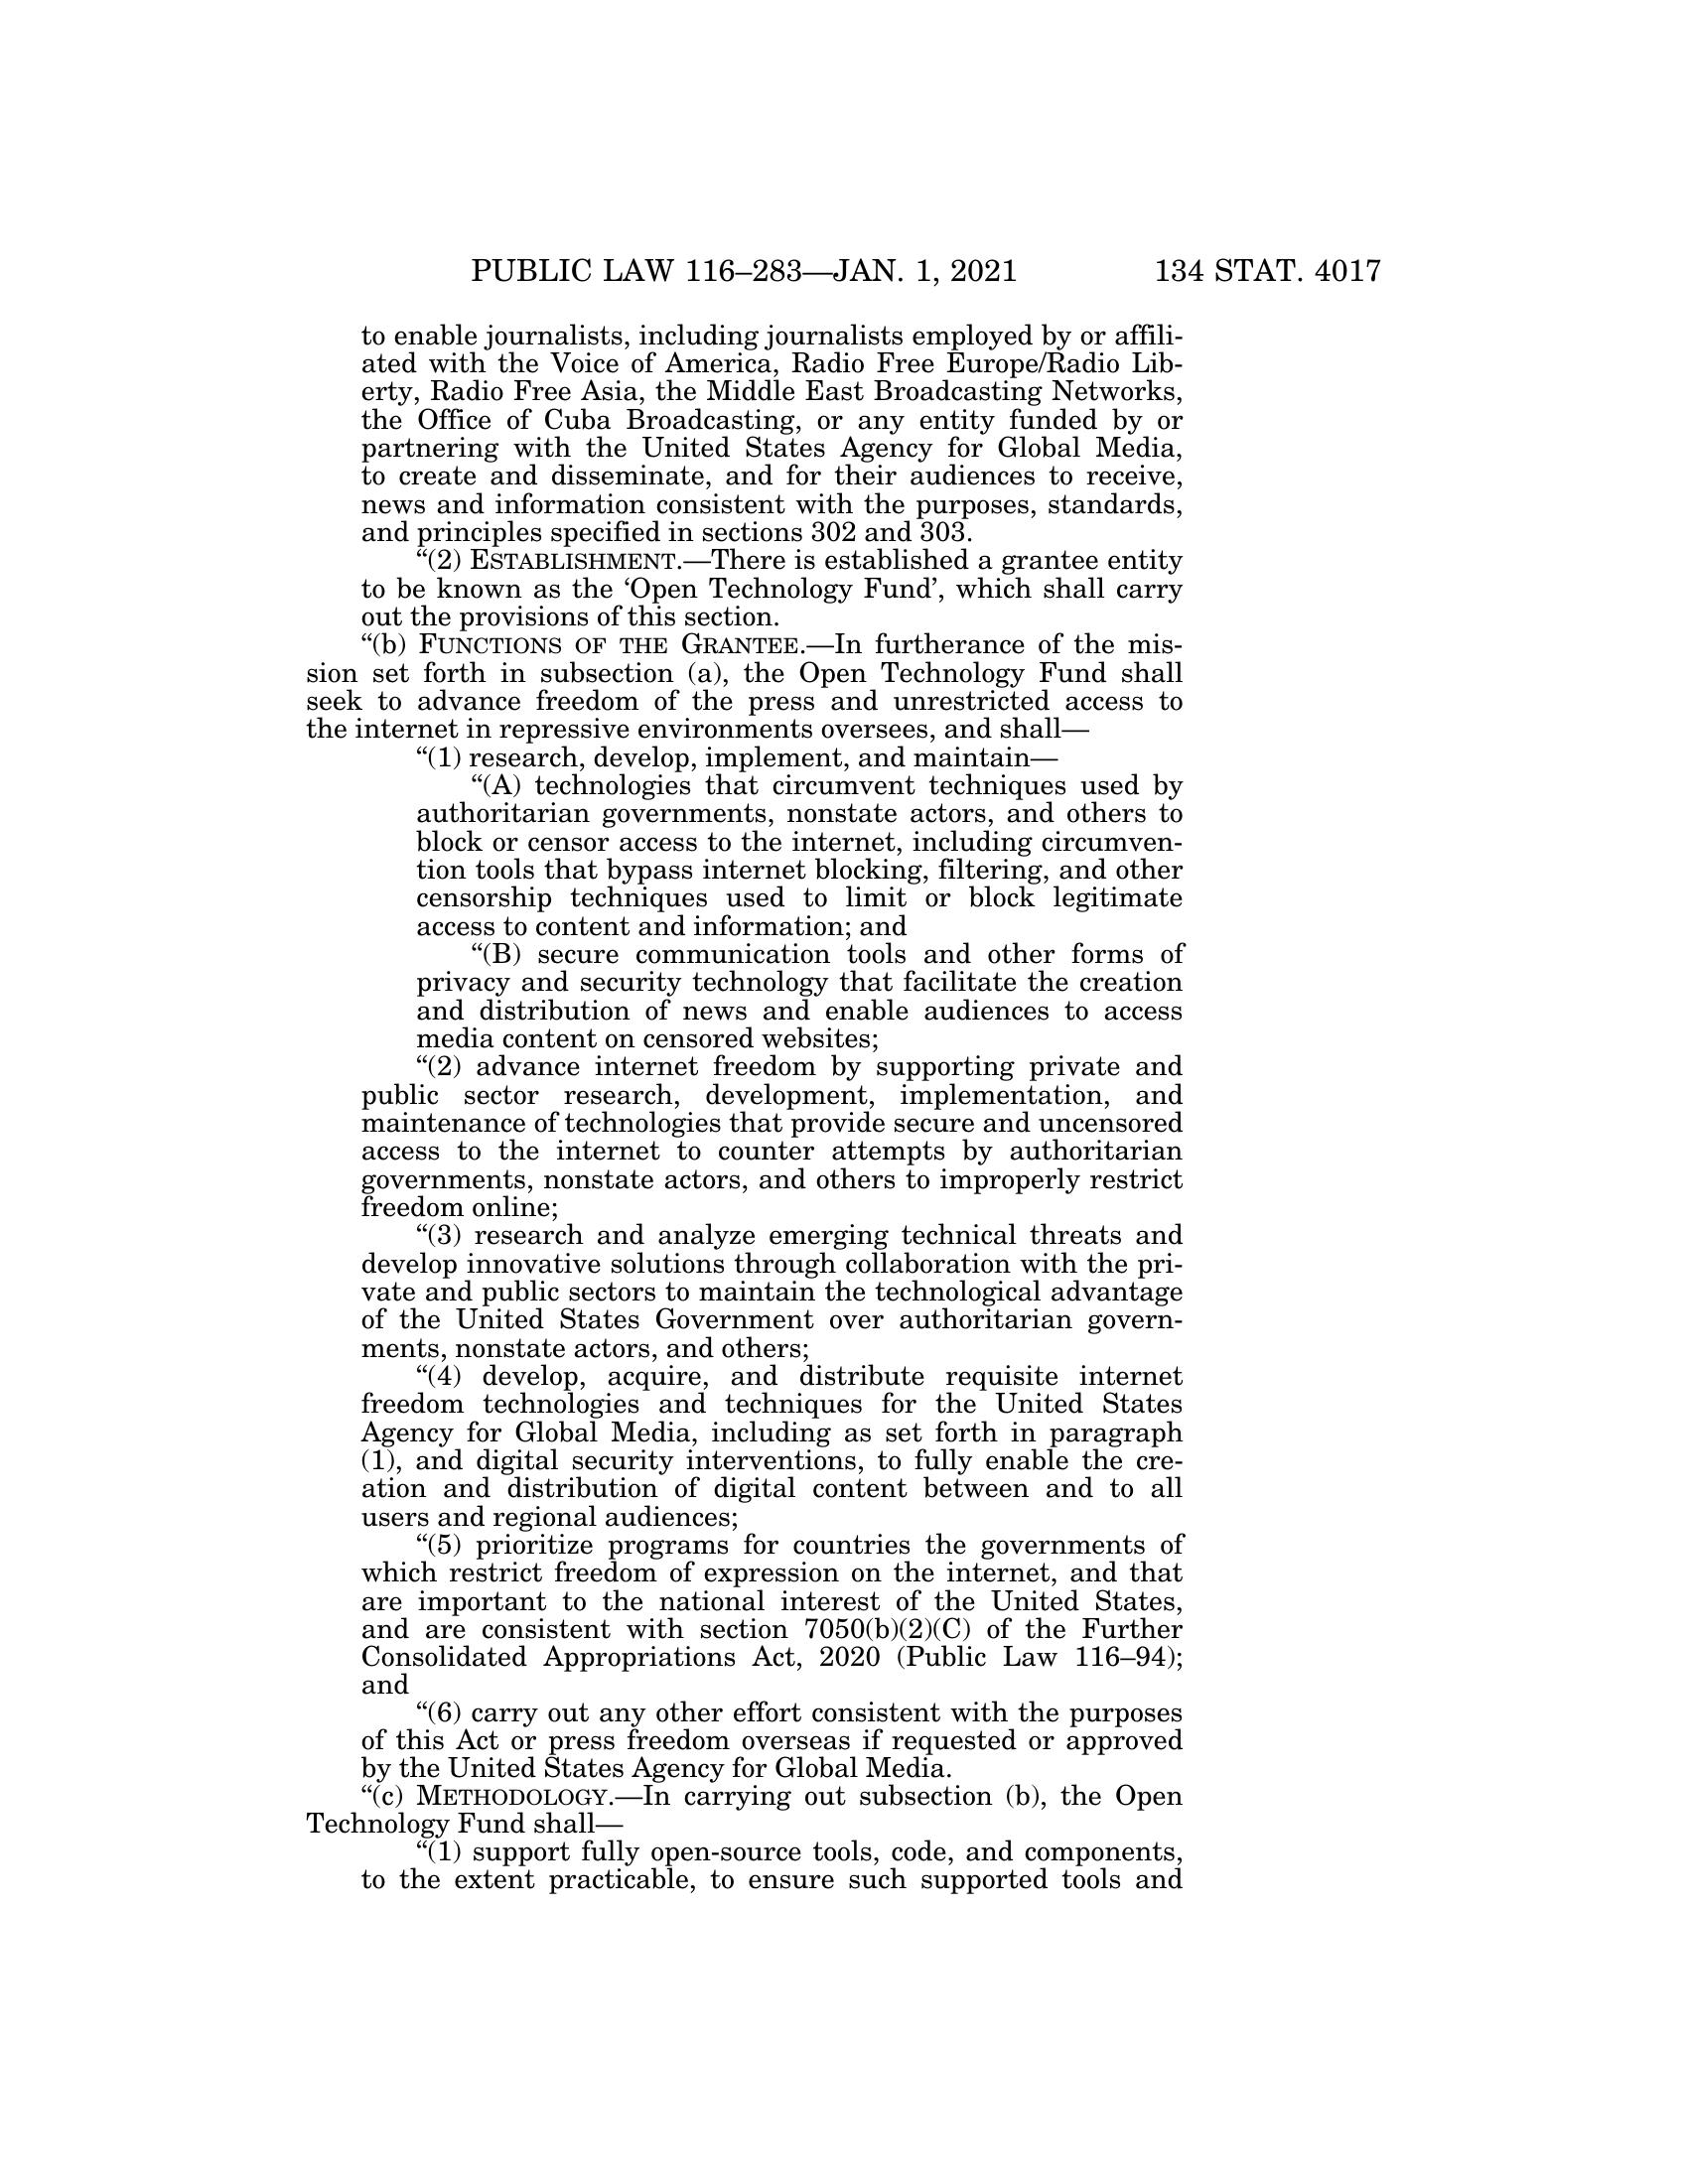 PUBLIC LAW 116–283—JAN. 1, 2021 134 STAT. 4017
to enable journalists, including journalists employed by or affili-
ated with the Voice of America, Radio Free Europe/Radio Lib-
erty, Radio Free Asia, the Middle East Broadcasting Networks,
the Office of Cuba Broadcasting, or any entity funded by or
partnering with the United States Agency for Global Media,
to create and disseminate, and for their audiences to receive,
news and information consistent with the purposes, standards,
and principles specified in sections 302 and 303.
“(2) ESTABLISHMENT.—There is established a grantee entity
to be known as the ‘Open Technology Fund’, which shall carry
out the provisions of this section.
“(b) FUNCTIONS OF THE GRANTEE.—In furtherance of the mis-
sion set forth in subsection (a), the Open Technology Fund shall
seek to advance freedom of the press and unrestricted access to
the internet in repressive environments oversees, and shall—
“(1) research, develop, implement, and maintain—
“(A) technologies that circumvent techniques used by
authoritarian governments, nonstate actors, and others to
block or censor access to the internet, including circumven-
tion tools that bypass internet blocking, filtering, and other
censorship techniques used to limit or block legitimate
access to content and information; and
“(B) secure communication tools and other forms of
privacy and security technology that facilitate the creation
and distribution of news and enable audiences to access
media content on censored websites;
“(2) advance internet freedom by supporting private and
public sector research, development, implementation, and
maintenance of technologies that provide secure and uncensored
access to the internet to counter attempts by authoritarian
governments, nonstate actors, and others to improperly restrict
freedom online;
“(3) research and analyze emerging technical threats and
develop innovative solutions through collaboration with the pri-
vate and public sectors to maintain the technological advantage
of the United States Government over authoritarian govern-
ments, nonstate actors, and others;
“(4) develop, acquire, and distribute requisite internet
freedom technologies and techniques for the United States
Agency for Global Media, including as set forth in paragraph
(1), and digital security interventions, to fully enable the cre-
ation and distribution of digital content between and to all
users and regional audiences;
“(5) prioritize programs for countries the governments of
which restrict freedom of expression on the internet, and that
are important to the national interest of the United States,
and are consistent with section 7050(b)(2)(C) of the Further
Consolidated Appropriations Act, 2020 (Public Law 116–94);
and
“(6) carry out any other effort consistent with the purposes
of this Act or press freedom overseas if requested or approved
by the United States Agency for Global Media.
“(c) METHODOLOGY.—In carrying out subsection (b), the Open
Technology Fund shall—
“(1) support fully open-source tools, code, and components,
to the extent practicable, to ensure such supported tools and